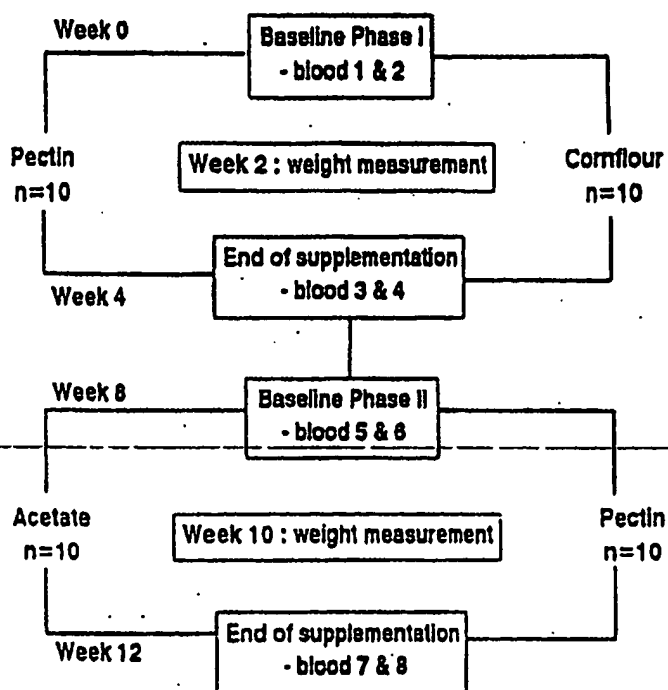 Week 0
Baseline Phase I
- blood 1 & 2
Pectin
n=10
Week 2 : weight measurement
Cornflour
n=10
End of supplementation
- blood 3 & 4
Week 4
Week 8
Baseline Phase II
- blood 5 & 6
Acetate
n=10
Week 10 : weight measurement
Pectin
n=10
End of supplementation
- blood 7 & 8
Week 12